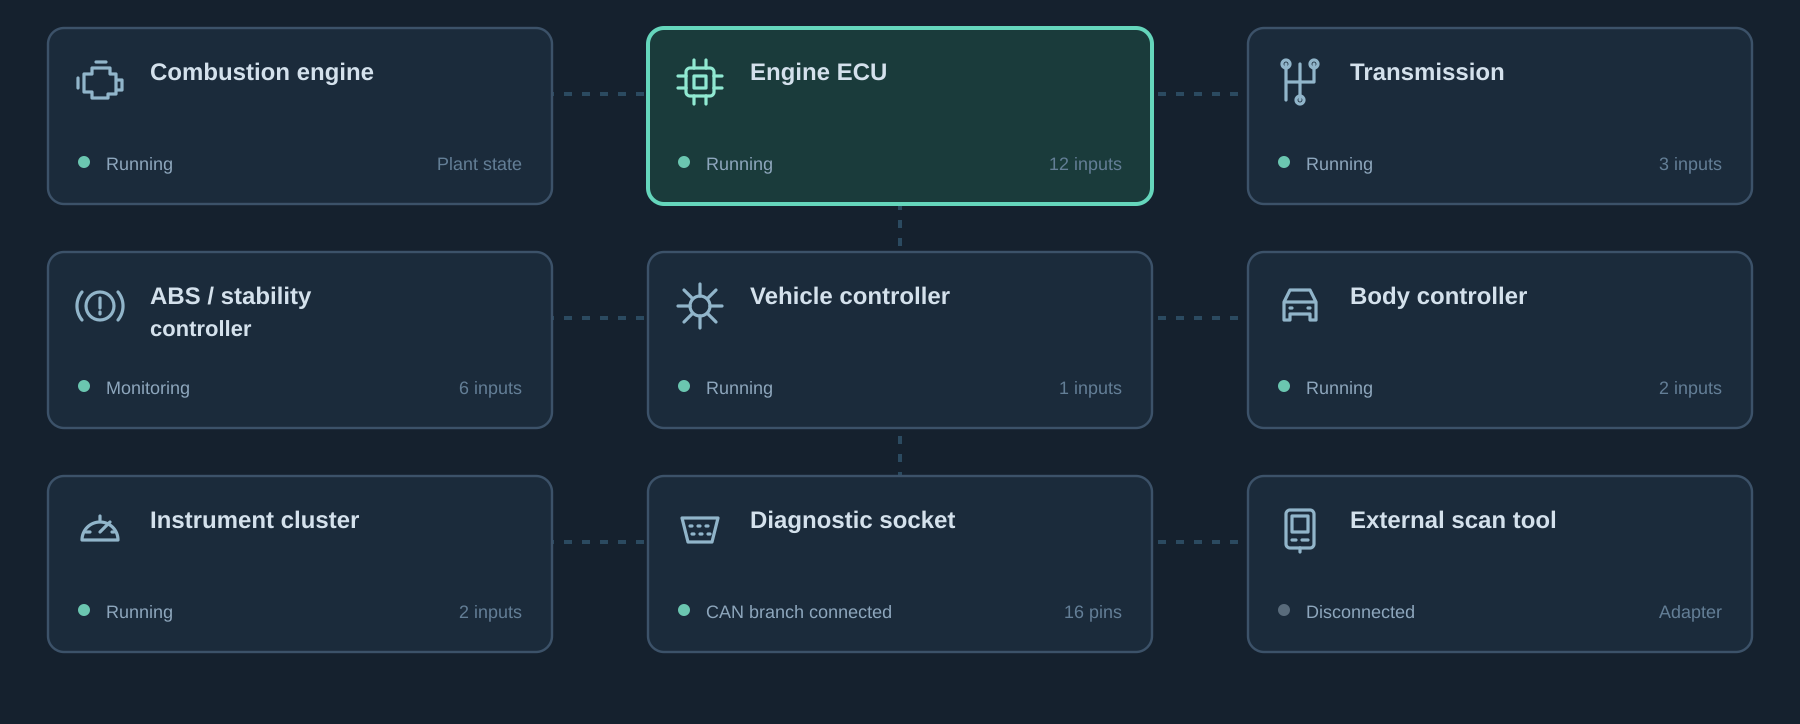 Combustion engine
Running
Plant state
Engine ECU
Running
12 inputs
Transmission
Running
3 inputs
ABS / stability
controller
Monitoring
6 inputs
Vehicle controller
Running
1 inputs
Body controller
Running
2 inputs
Instrument cluster
Running
2 inputs
Diagnostic socket
CAN branch connected
16 pins
External scan tool
Disconnected
Adapter